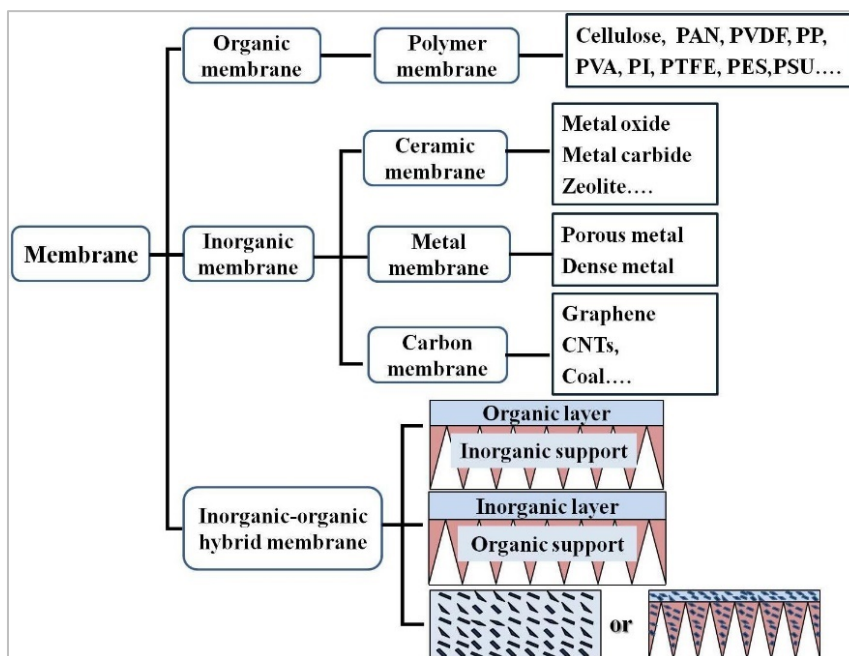 Organic
membrane
Polymer
membrane
Cellulose, PAN, PVDF, PP,
PVA, PI, PTFE, PES,PSU....
Ceramic
membrane
Metal oxide
Metal carbide
Zeolite....
Membrane
Inorganic
membrane
Metal
membrane
Porous metal
Dense metal
Carbon
membrane
Graphene
CNTs,
Coal....
Inorganic-organic
hybrid membrane
Organic layer
Inorganic support
Inorganic layer
Organic support
or